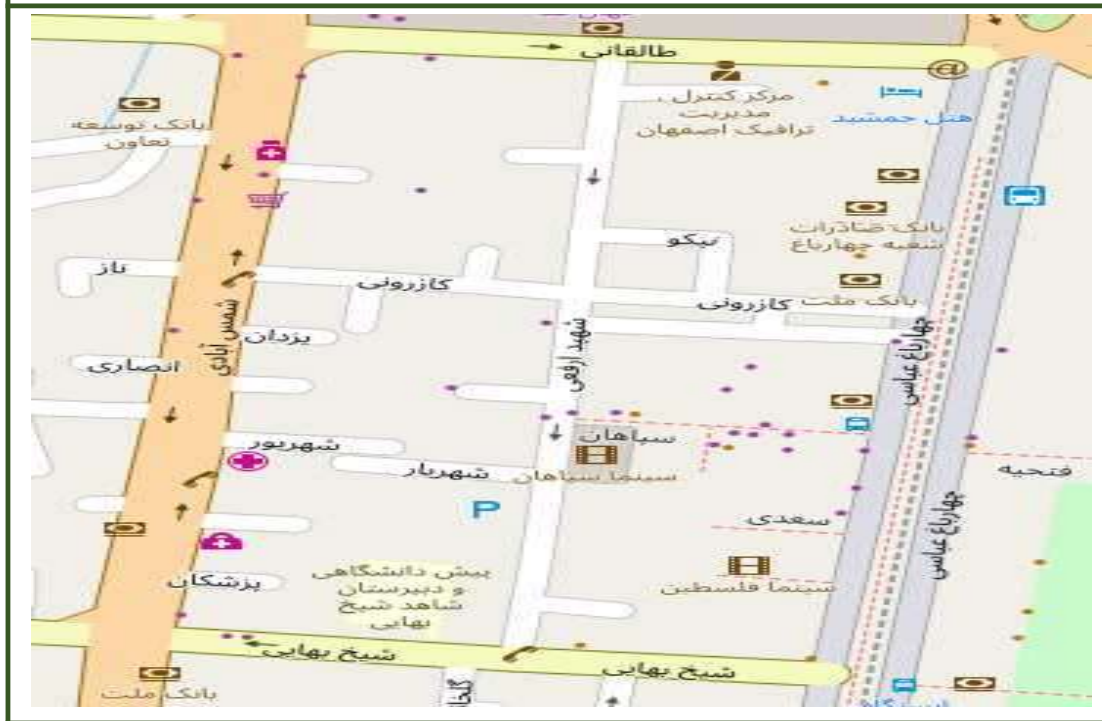 طالقانی
@
مرکز کنترل
مدیریت
ترافیک اصفهان
هتل جمشید
بانک توسعه
تعاون
بانک صادرات
شعبه چهارباغ
نیکو
ناز
کازرونی
کازرونی
بانک ملت
شمس آبادی
یزدان
شهید ارفعی
چهارباغ عباسی
انصاری
شهریور
سپاهان
سینما سپاهان
شهریار
فتحیه
P
سعدی
چهارباغ عباسی
پزشکان
پیش دانشگاهی
و دبیرستان
شاهد شیخ
بهایی
سینما فلسطین
شیخ بهایی
شیخ بهایی
بانک ملت